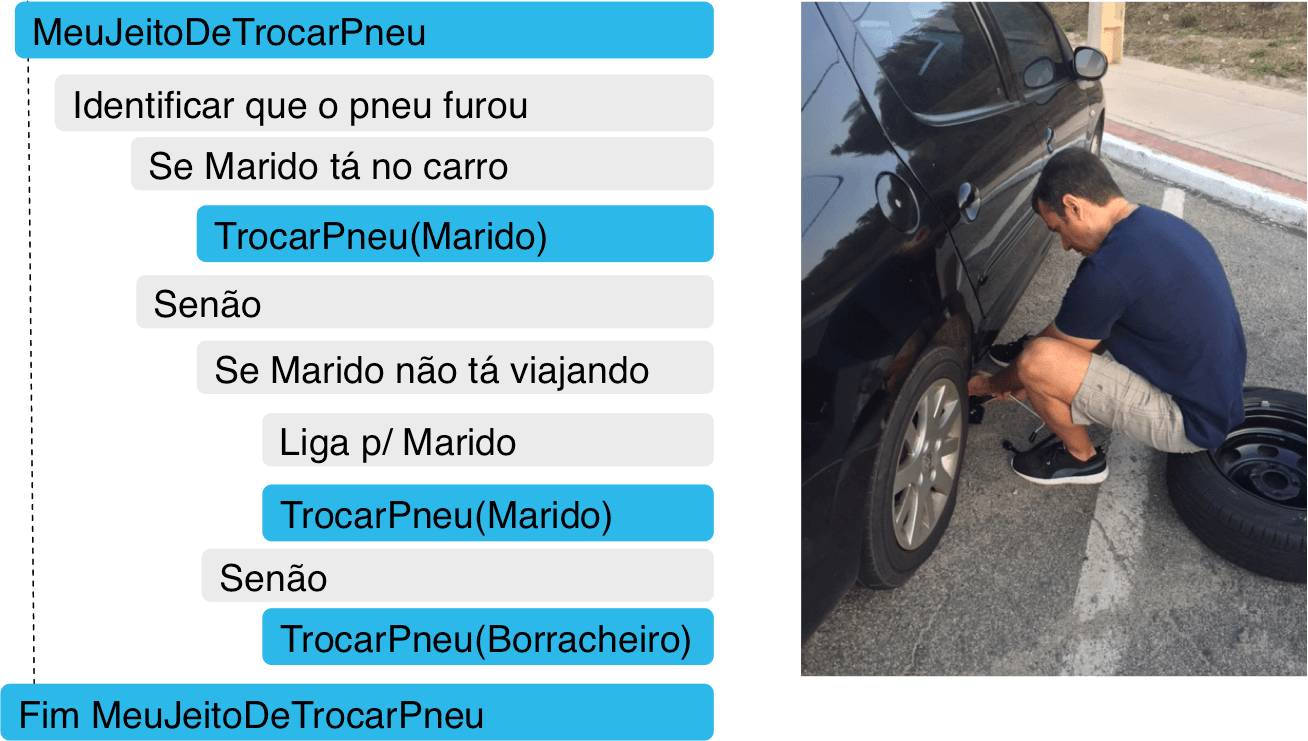 MeuJeitoDeTrocarPneu
Identificar que o pneu furou
Se Marido tá no carro
TrocarPneu(Marido)
Senão
Se Marido não tá viajando
Liga p/ Marido
TrocarPneu(Marido)
Senão
TrocarPneu(Borracheiro)
Fim MeuJeitoDeTrocarPneu